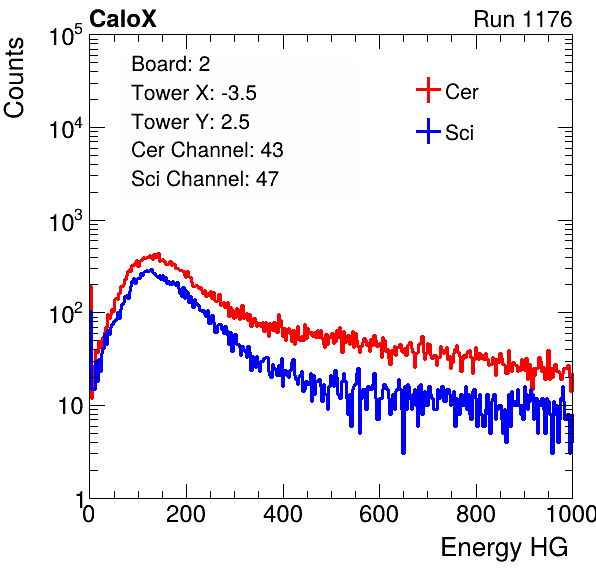 CaloX Run 1176
Counts
10^5
10^4
10^3
10^2
10
1
Board: 2
Tower X: -3.5
Tower Y: 2.5
Cer Channel: 43
Sci Channel: 47
Cer
Sci
0 200 400 600 800 1000
Energy HG